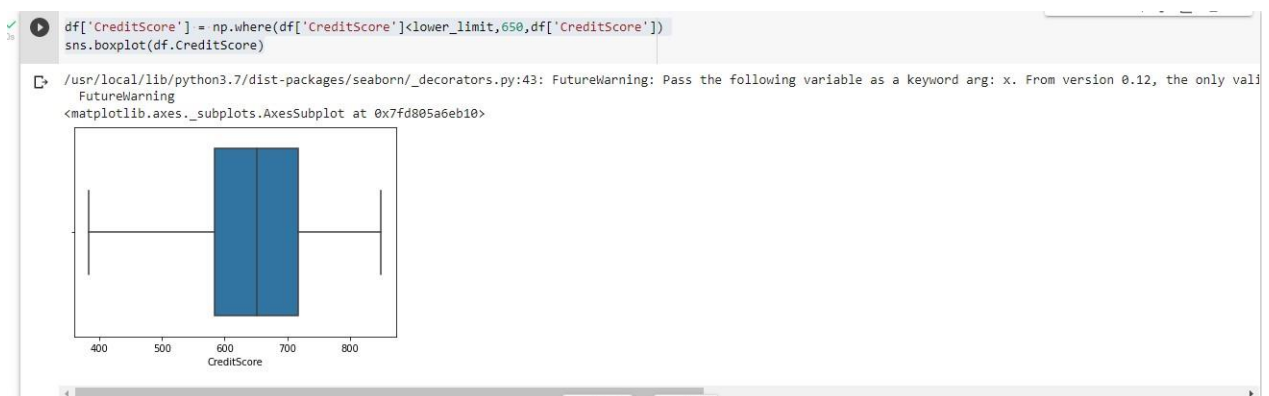 df['CreditScore'] = np.where(df['CreditScore']<lower_limit,650,df['CreditScore'])
sns.boxplot(df.CreditScore)
/usr/local/lib/python3.7/dist-packages/seaborn/_decorators.py:43: FutureWarning: Pass the following variable as a keyword arg: x. From version 0.12, the only vali
FutureWarning
<matplotlib.axes._subplots.AxesSubplot at 0x7fd805a6eb10>
400 500 600 700 800
CreditScore